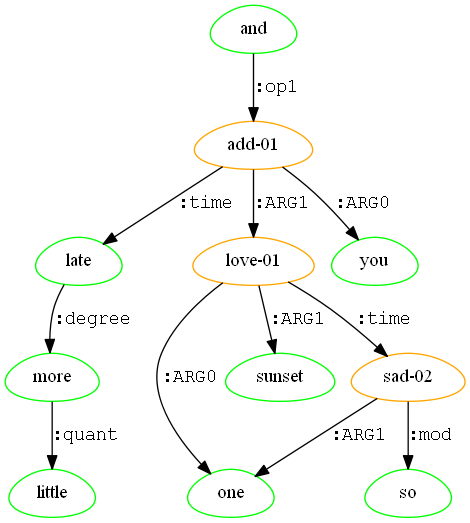 and
:op1
add-01
:time :ARG1 :ARG0
late love-01 you
:degree :ARG1 :time
:ARG0
more sunset sad-02
:quant :ARG1 :mod
little one so